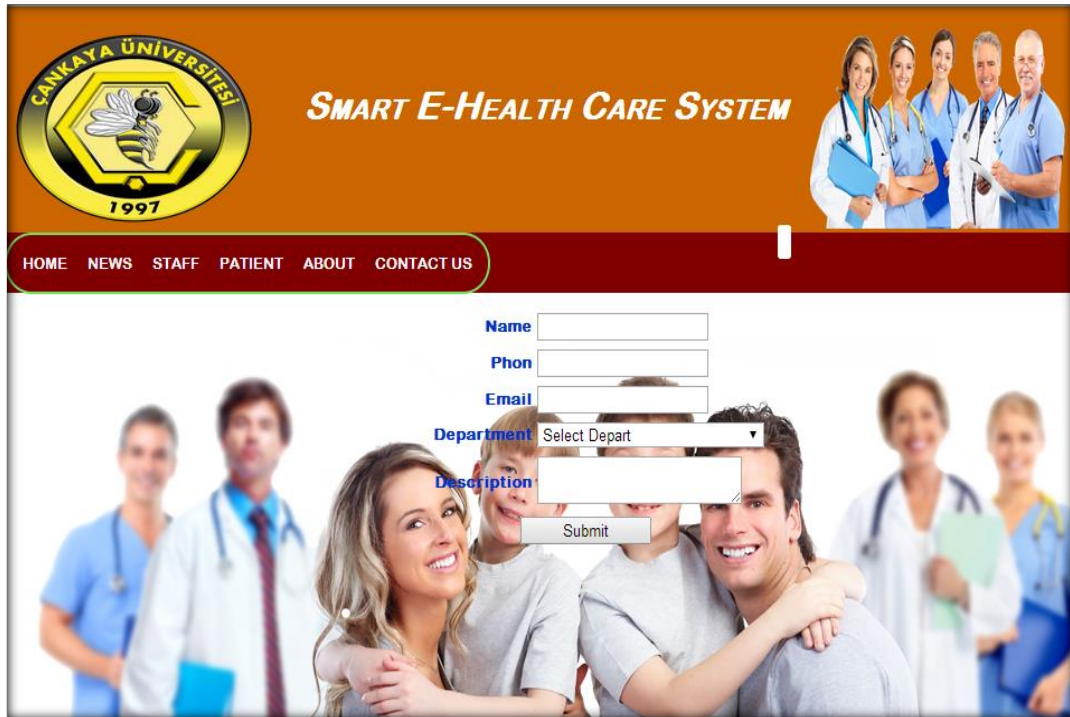 ÇANKAYA ÜNİVERSİTESİ
1997
SMART E-HEALTH CARE SYSTEM
HOME NEWS STAFF PATIENT ABOUT CONTACT US
Name
Phon
Email
Department Select Depart
Description
Submit